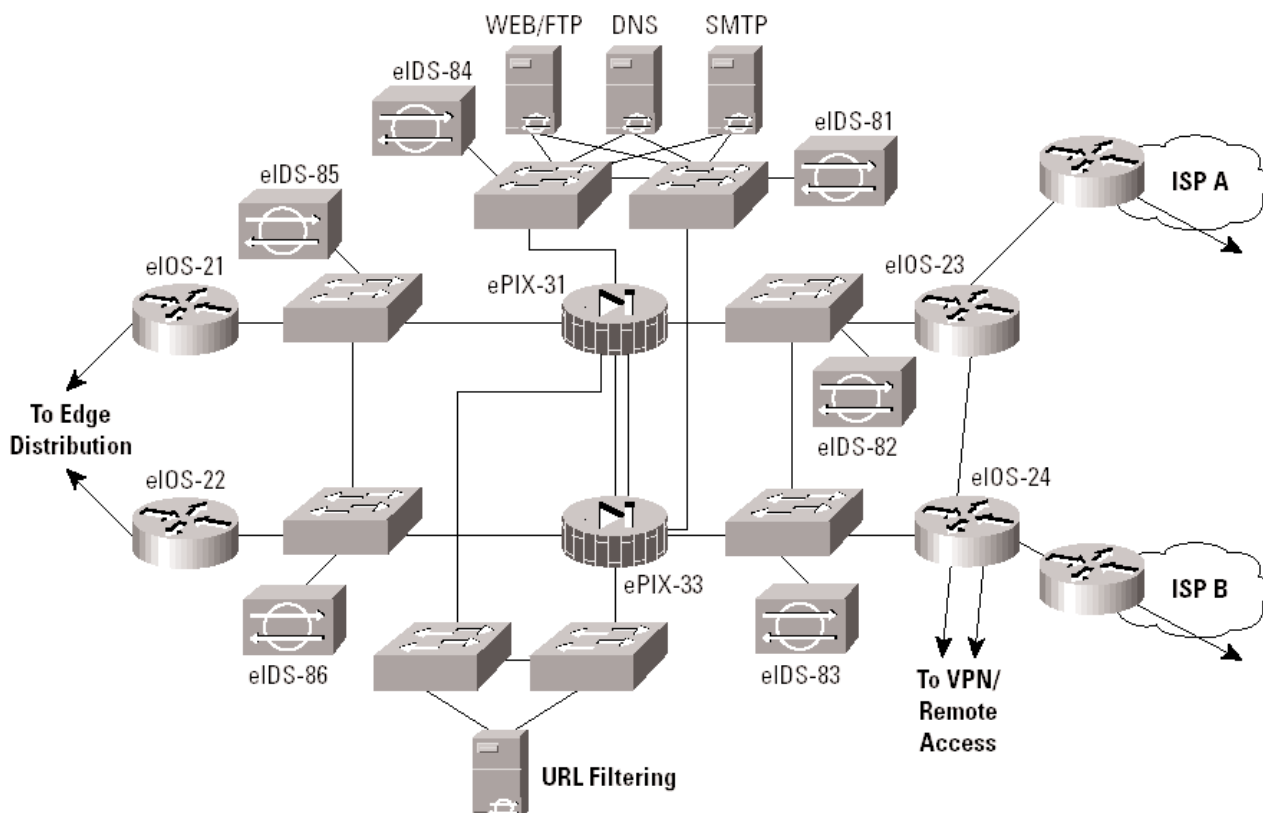 WEB/FTP
DNS
SMTP
eIDS-84
eIDS-81
eIDS-85
ISP A
eIOS-21
ePIX-31
eIOS-23
To Edge
Distribution
eIDS-82
eIOS-22
eIOS-24
ePIX-33
ISP B
eIDS-86
eIDS-83
To VPN/
Remote
Access
URL Filtering